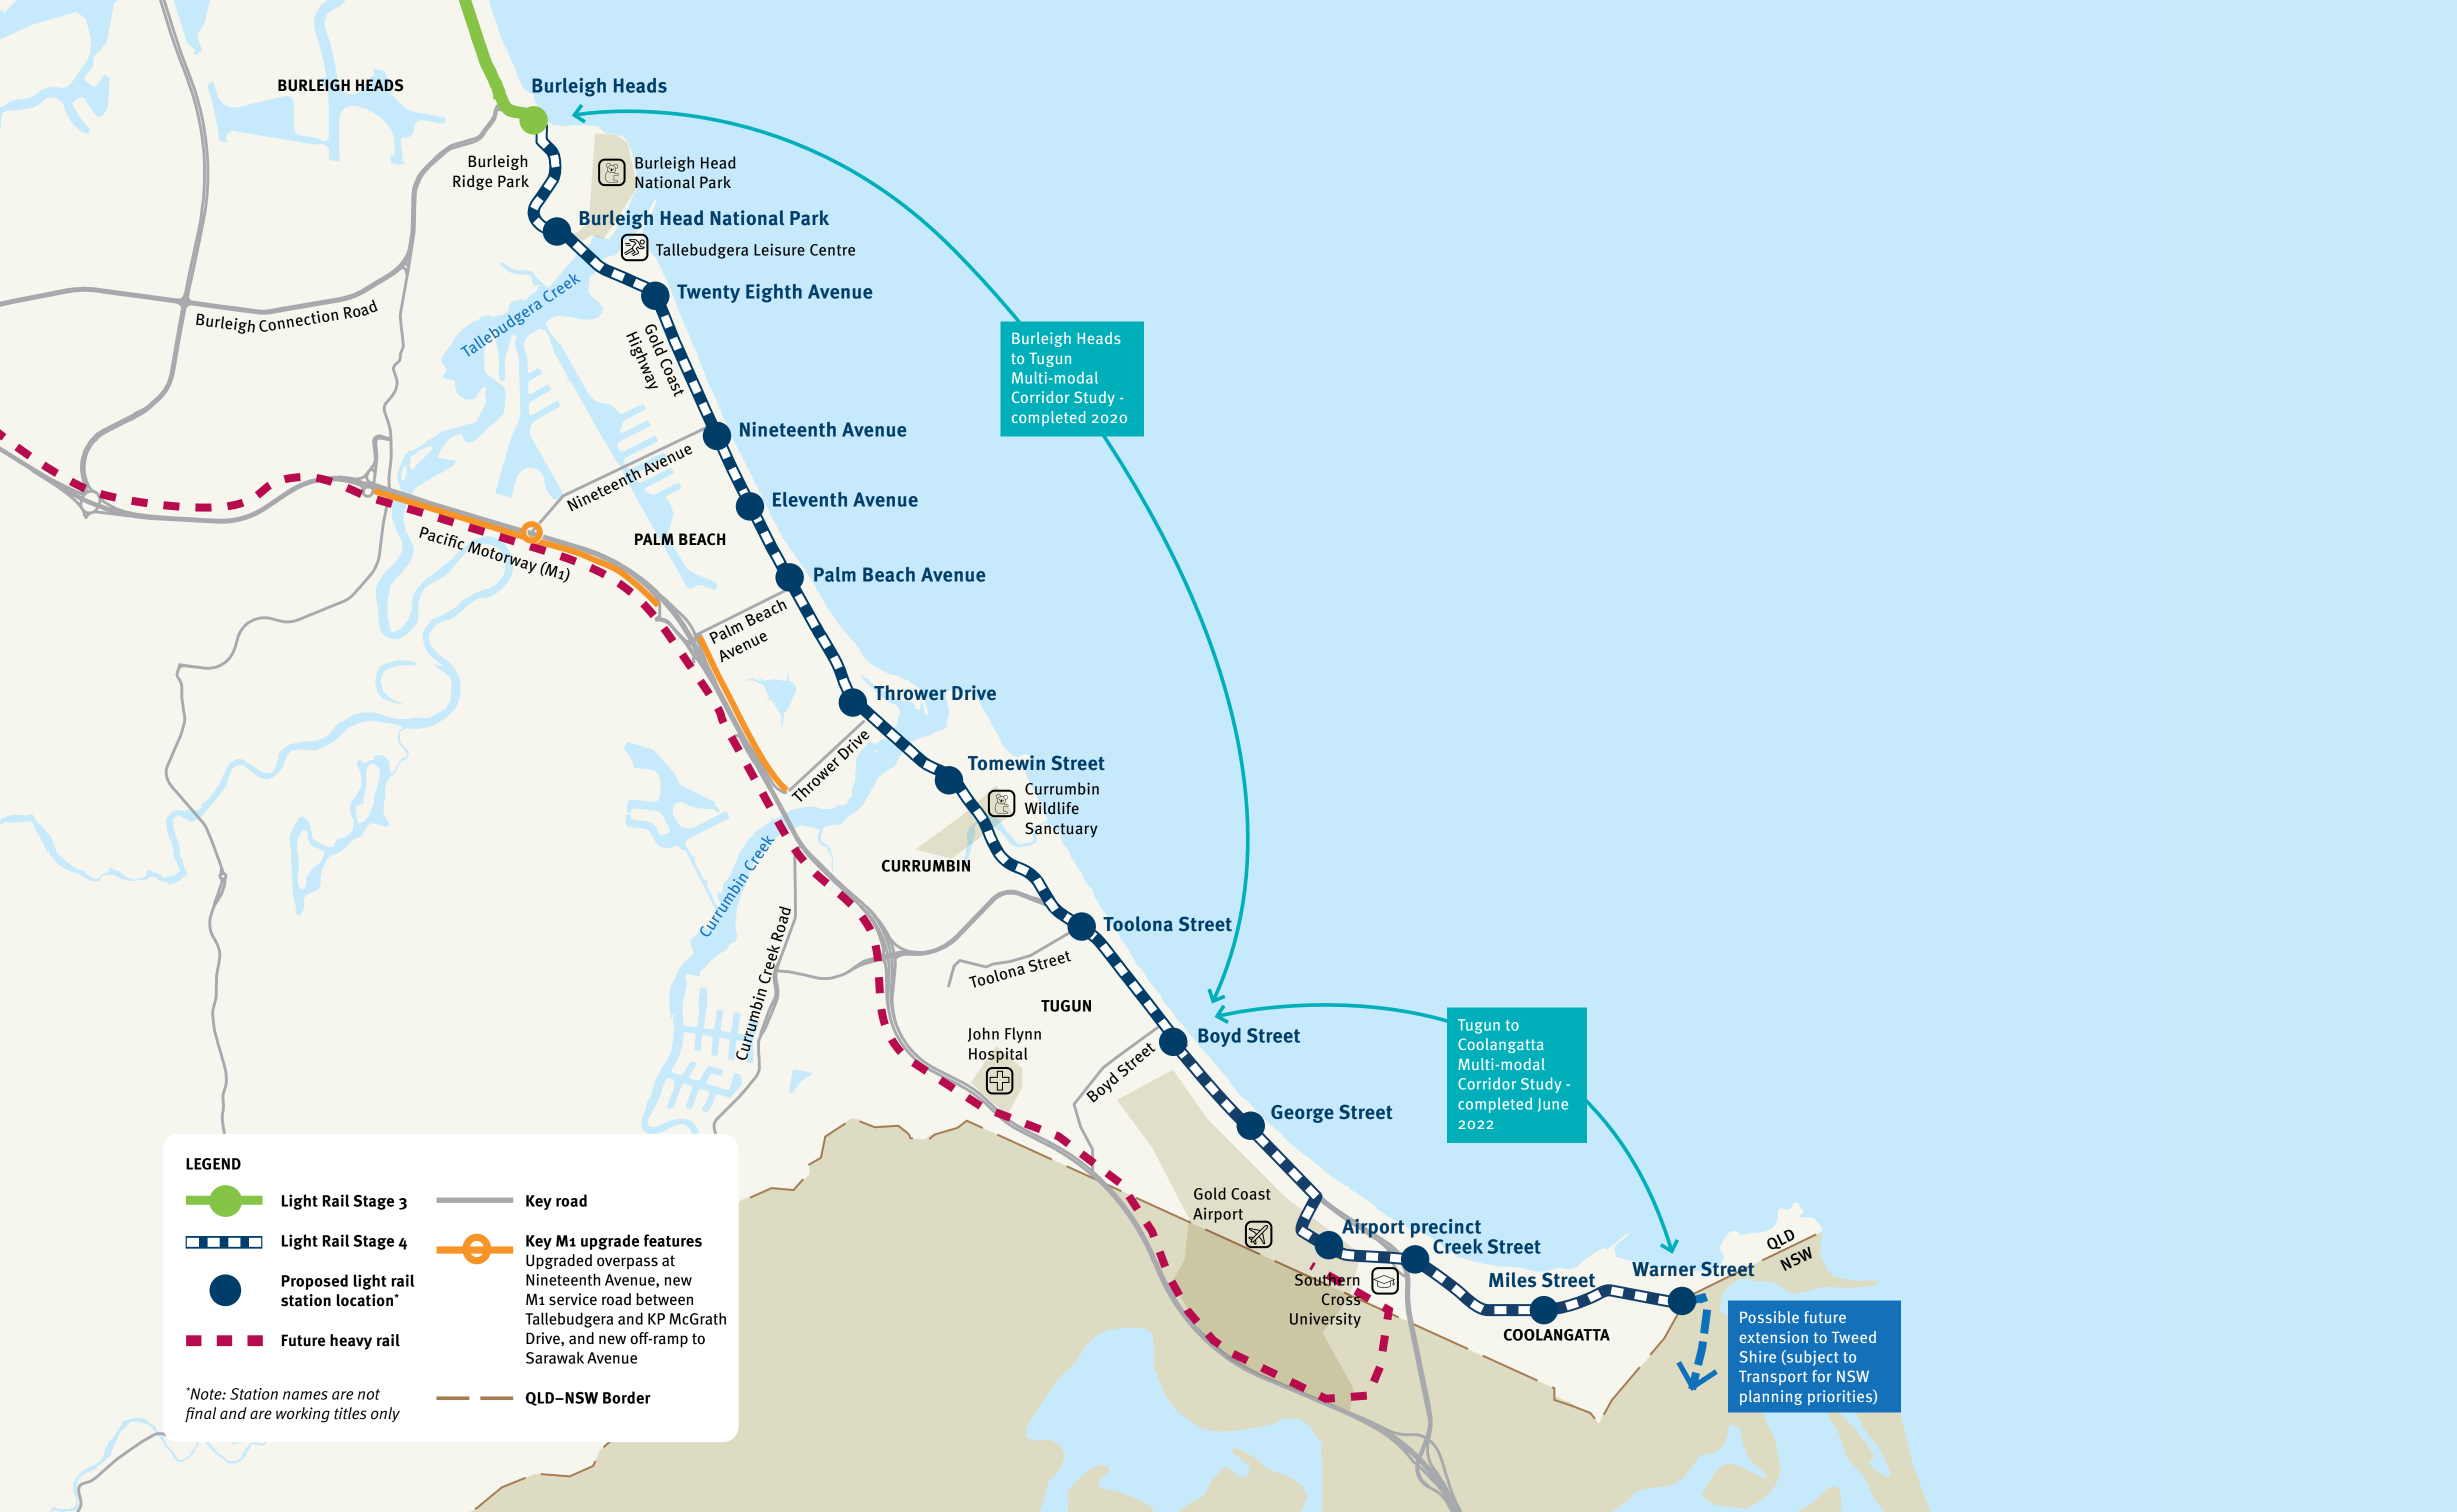 BURLEIGH HEADS
Burleigh Heads
Burleigh
Ridge Park
Burleigh Head
National Park
Burleigh Head National Park
Tallebudgera Leisure Centre
Tallebudgera Creek
Twenty Eighth Avenue
Burleigh Connection Road
Gold Coast
Highway
Burleigh Heads
to Tugun
Multi-modal
Corridor Study -
completed 2020
Nineteenth Avenue
Nineteenth Avenue
Eleventh Avenue
PALM BEACH
Pacific Motorway (M1)
Palm Beach Avenue
Palm Beach
Avenue
Thrower Drive
Thrower Drive
Tomewin Street
Currumbin
Wildlife
Sanctuary
CURRUMBIN
Currumbin Creek
Currumbin Creek Road
Toolona Street
Toolona Street
TUGUN
John Flynn
Hospital
Boyd Street
Boyd Street
Tugun to
Coolangatta
Multi-modal
Corridor Study -
completed June
2022
George Street
Gold Coast
Airport
Airport precinct
Creek Street
Southern
Cross
University
Miles Street
Warner Street
COOLANGATTA
QLD
NSW
Possible future
extension to Tweed
Shire (subject to
Transport for NSW
planning priorities)
LEGEND
Light Rail Stage 3
Light Rail Stage 4
Proposed light rail
station location*
Future heavy rail
*Note: Station names are not
final and are working titles only
Key road
Key M1 upgrade features
Upgraded overpass at
Nineteenth Avenue, new
M1 service road between
Tallebudgera and KP McGrath
Drive, and new off-ramp to
Sarawak Avenue
QLD–NSW Border